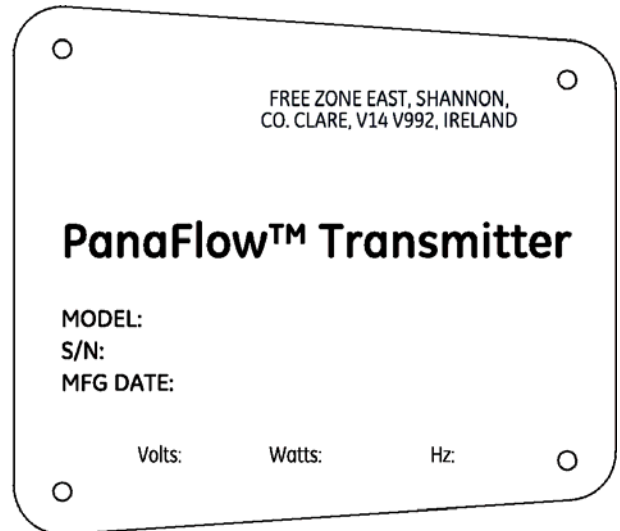 FREE ZONE EAST, SHANNON,
CO. CLARE, V14 V992, IRELAND
PanaFlow™ Transmitter
MODEL:
S/N:
MFG DATE:
Volts: Watts: Hz: